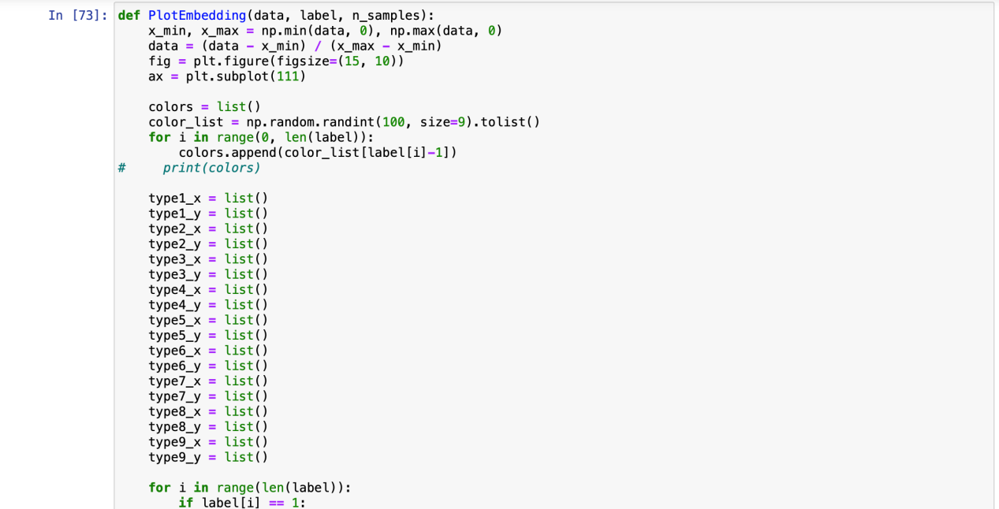 In [73]: def PlotEmbedding(data, label, n_samples):
    x_min, x_max = np.min(data, 0), np.max(data, 0)
    data = (data - x_min) / (x_max - x_min)
    fig = plt.figure(figsize=(15, 10))
    ax = plt.subplot(111)

    colors = list()
    color_list = np.random.randint(100, size=9).tolist()
    for i in range(0, len(label)):
        colors.append(color_list[label[i]-1])
#     print(colors)

    type1_x = list()
    type1_y = list()
    type2_x = list()
    type2_y = list()
    type3_x = list()
    type3_y = list()
    type4_x = list()
    type4_y = list()
    type5_x = list()
    type5_y = list()
    type6_x = list()
    type6_y = list()
    type7_x = list()
    type7_y = list()
    type8_x = list()
    type8_y = list()
    type9_x = list()
    type9_y = list()

    for i in range(len(label)):
        if label[i] == 1: